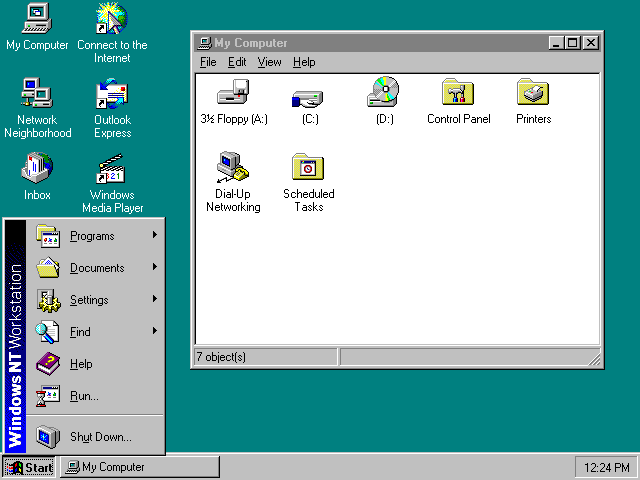 My Computer
Connect to the
Internet
Network
Neighborhood
Outlook
Express
Inbox
Windows
Media Player
My Computer
File Edit View Help
3½ Floppy (A:)
(C:)
(D:)
Control Panel
Printers
Dial-Up
Networking
Scheduled
Tasks
7 object(s)
Windows NT Workstation
Programs
Documents
Settings
Find
Help
Run...
Shut Down...
Start
My Computer
12:24 PM